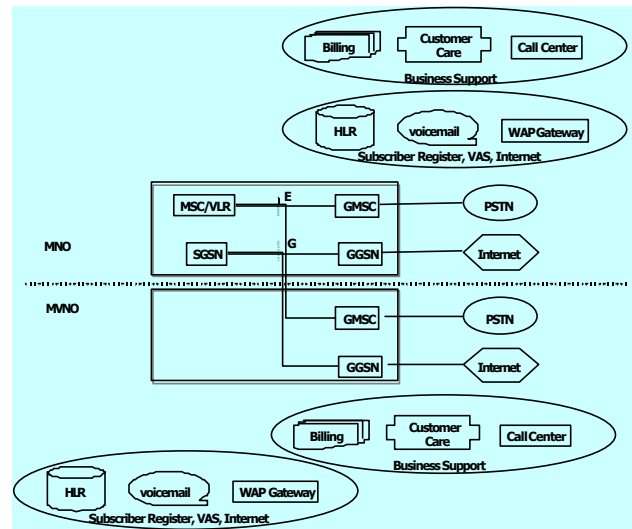 Billing
Customer
Care
Call Center
Business Support
HLR
voicemail
WAP Gateway
Subscriber Register, VAS, Internet
MSC/VLR
E
GMSC
PSTN
MNO
SGSN
G
GGSN
Internet
MVNO
GMSC
PSTN
GGSN
Internet
Billing
Customer
Care
Call Center
Business Support
HLR
voicemail
WAP Gateway
Subscriber Register, VAS, Internet